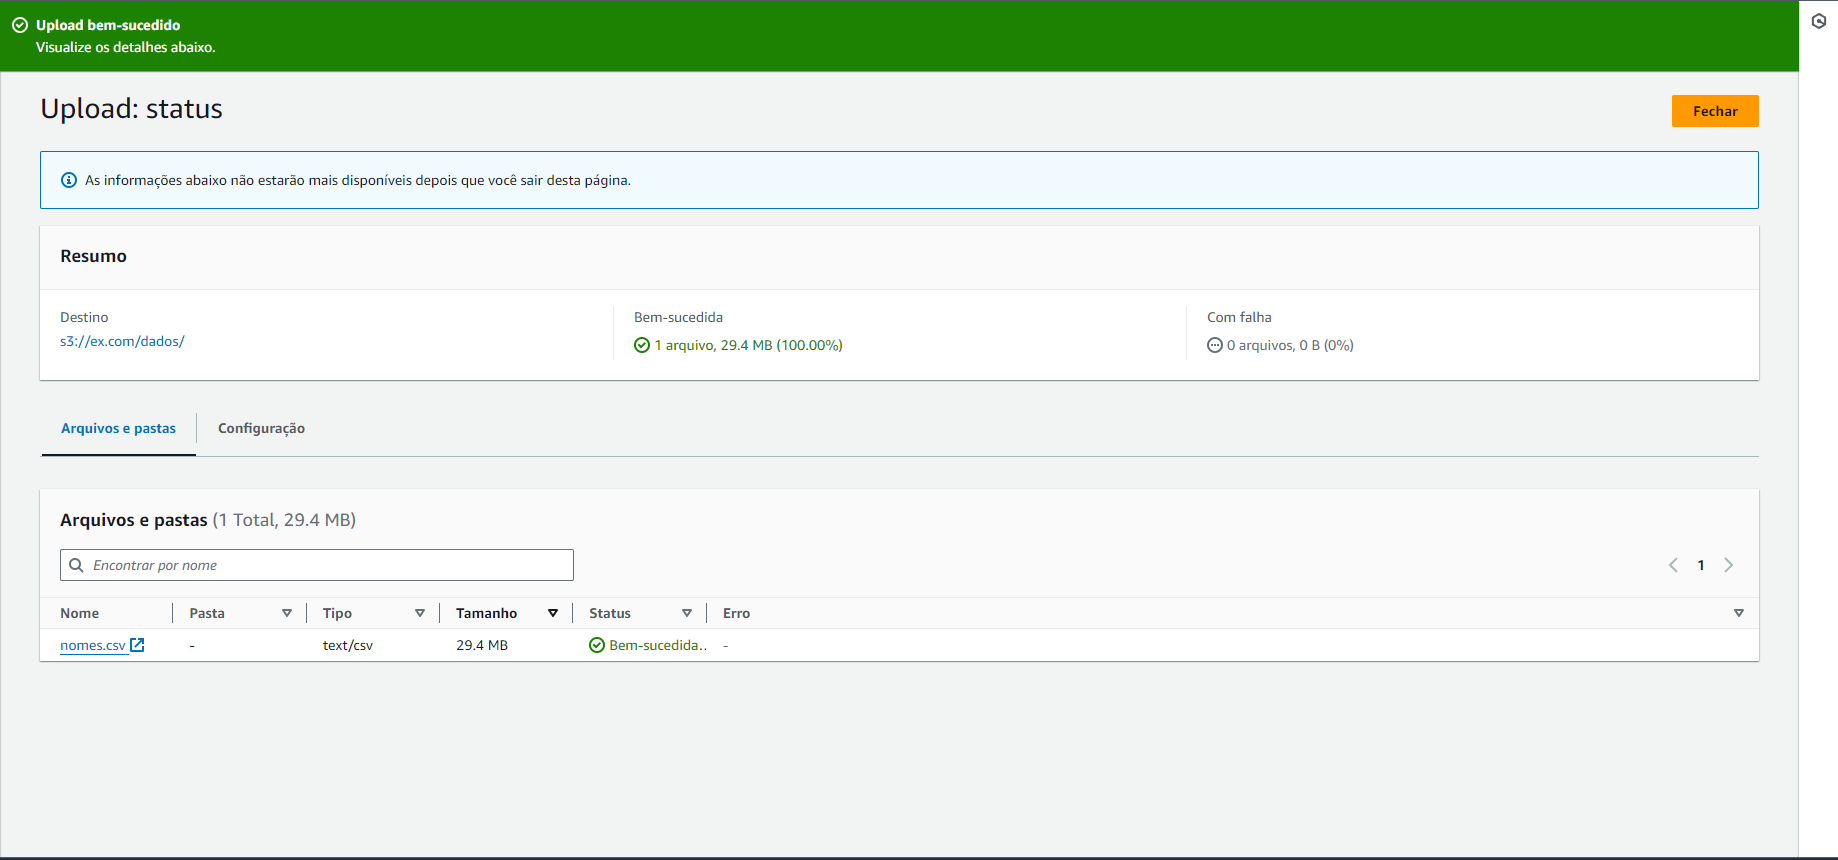 Upload bem-sucedido
Visualize os detalhes abaixo.
Upload: status
Fechar
As informações abaixo não estarão mais disponíveis depois que você sair desta página.
Resumo
Destino
s3://ex.com/dados/
Bem-sucedida
1 arquivo, 29.4 MB (100.00%)
Com falha
0 arquivos, 0 B (0%)
Arquivos e pastas
Configuração
Arquivos e pastas (1 Total, 29.4 MB)
Encontrar por nome
1
Nome Pasta Tipo Tamanho Status Erro
nomes.csv - text/csv 29.4 MB Bem-sucedida.. -